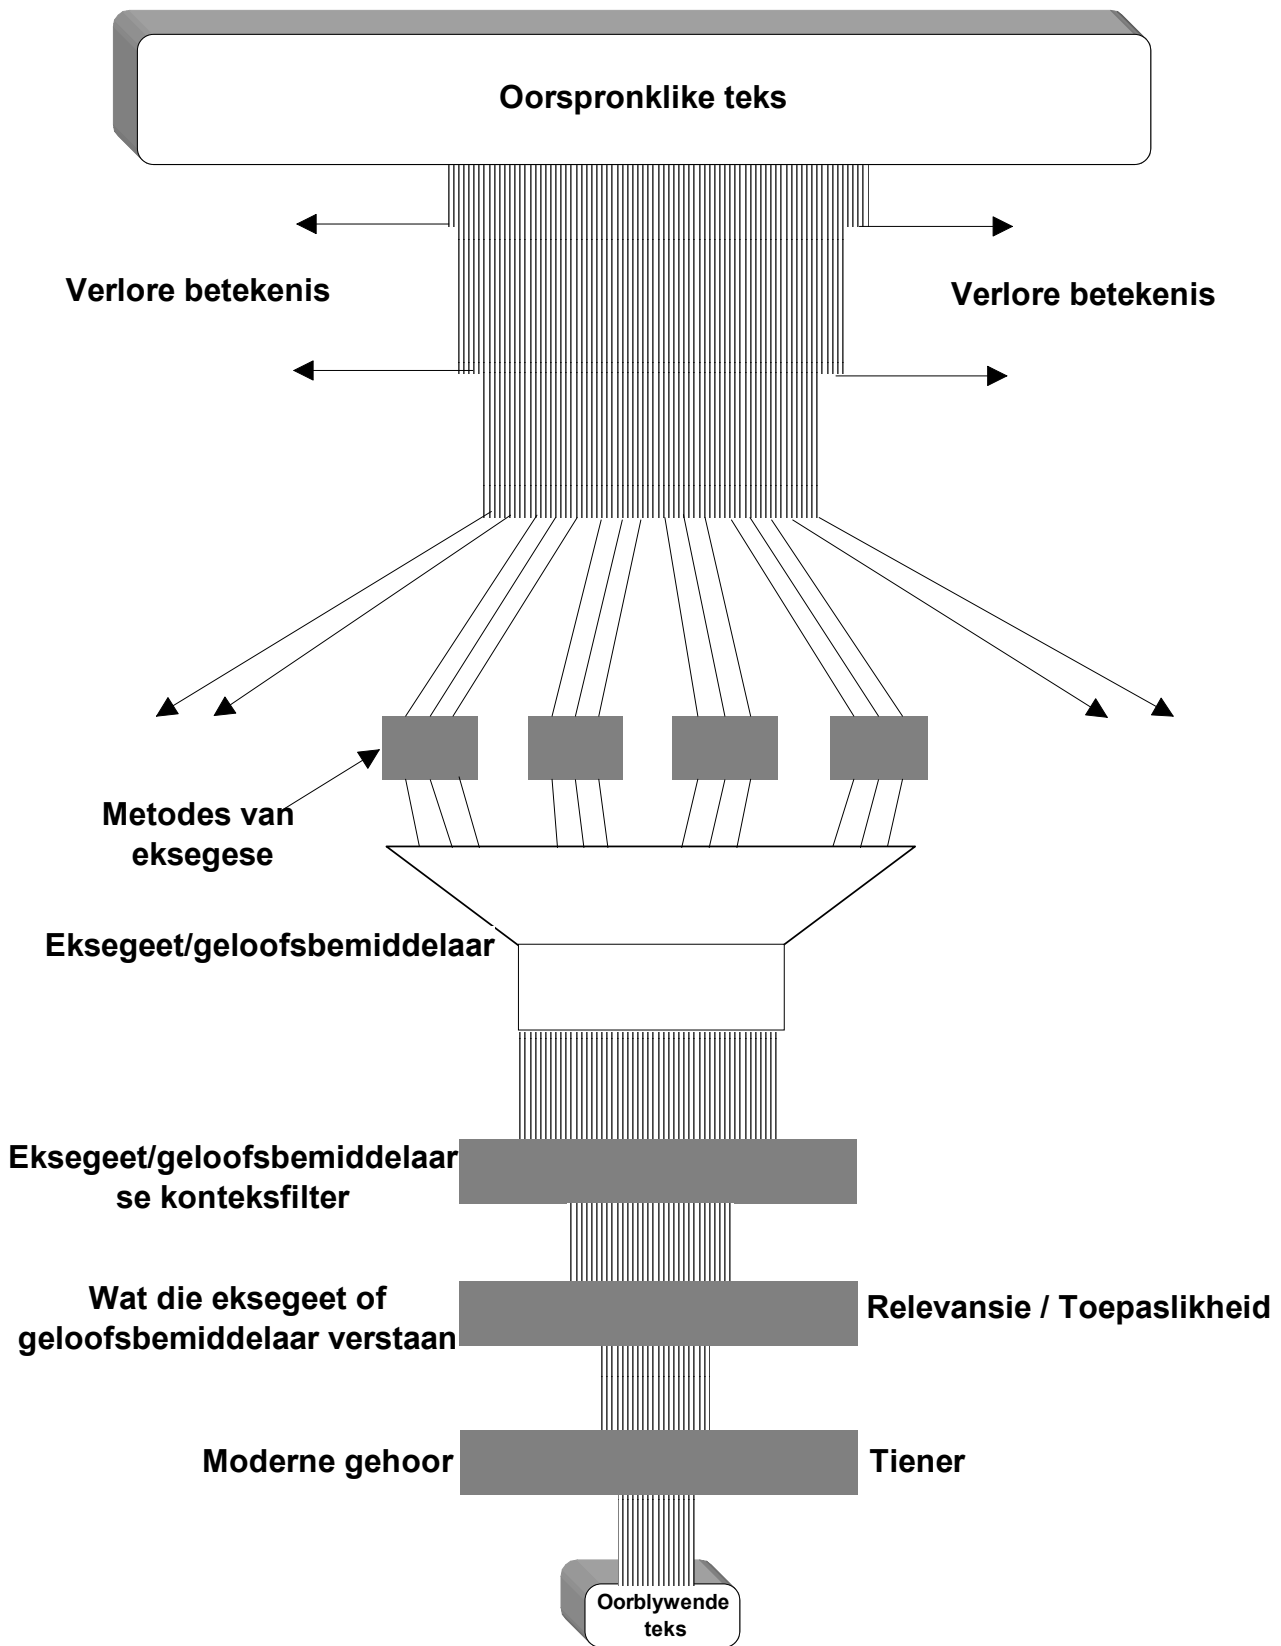 Oorspronklike teks
Verlore betekenis
Verlore betekenis
Metodes van
eksegese
Eksegeet/geloofsbemiddelaar
Eksegeet/geloofsbemiddelaar
se konteksfilter
Wat die eksegeet of
geloofsbemiddelaar verstaan
Relevansie / Toepaslikheid
Moderne gehoor
Tiener
Oorblywende
teks